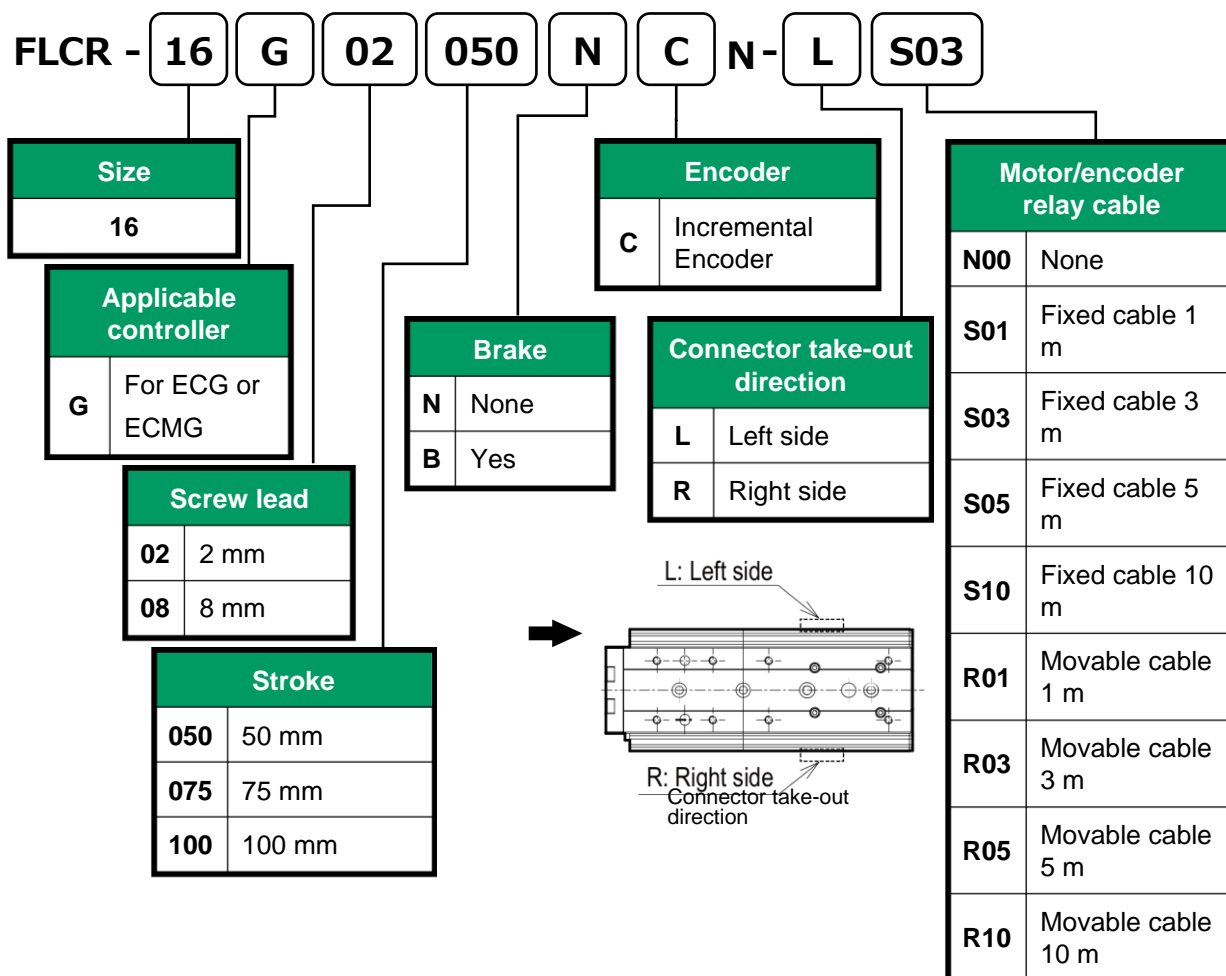 FLCR - 16 G 02 050 N C N - L S03
Size
16
Applicable
controller
G For ECG or
ECMG
Screw lead
02 2 mm
08 8 mm
Stroke
050 50 mm
075 75 mm
100 100 mm
Brake
N None
B Yes
Encoder
C Incremental
Encoder
Connector take-out
direction
L Left side
R Right side
L: Left side
R: Right side
Connector take-out
direction
Motor/encoder
relay cable
N00 None
S01 Fixed cable 1
m
S03 Fixed cable 3
m
S05 Fixed cable 5
m
S10 Fixed cable 10
m
R01 Movable cable
1 m
R03 Movable cable
3 m
R05 Movable cable
5 m
R10 Movable cable
10 m